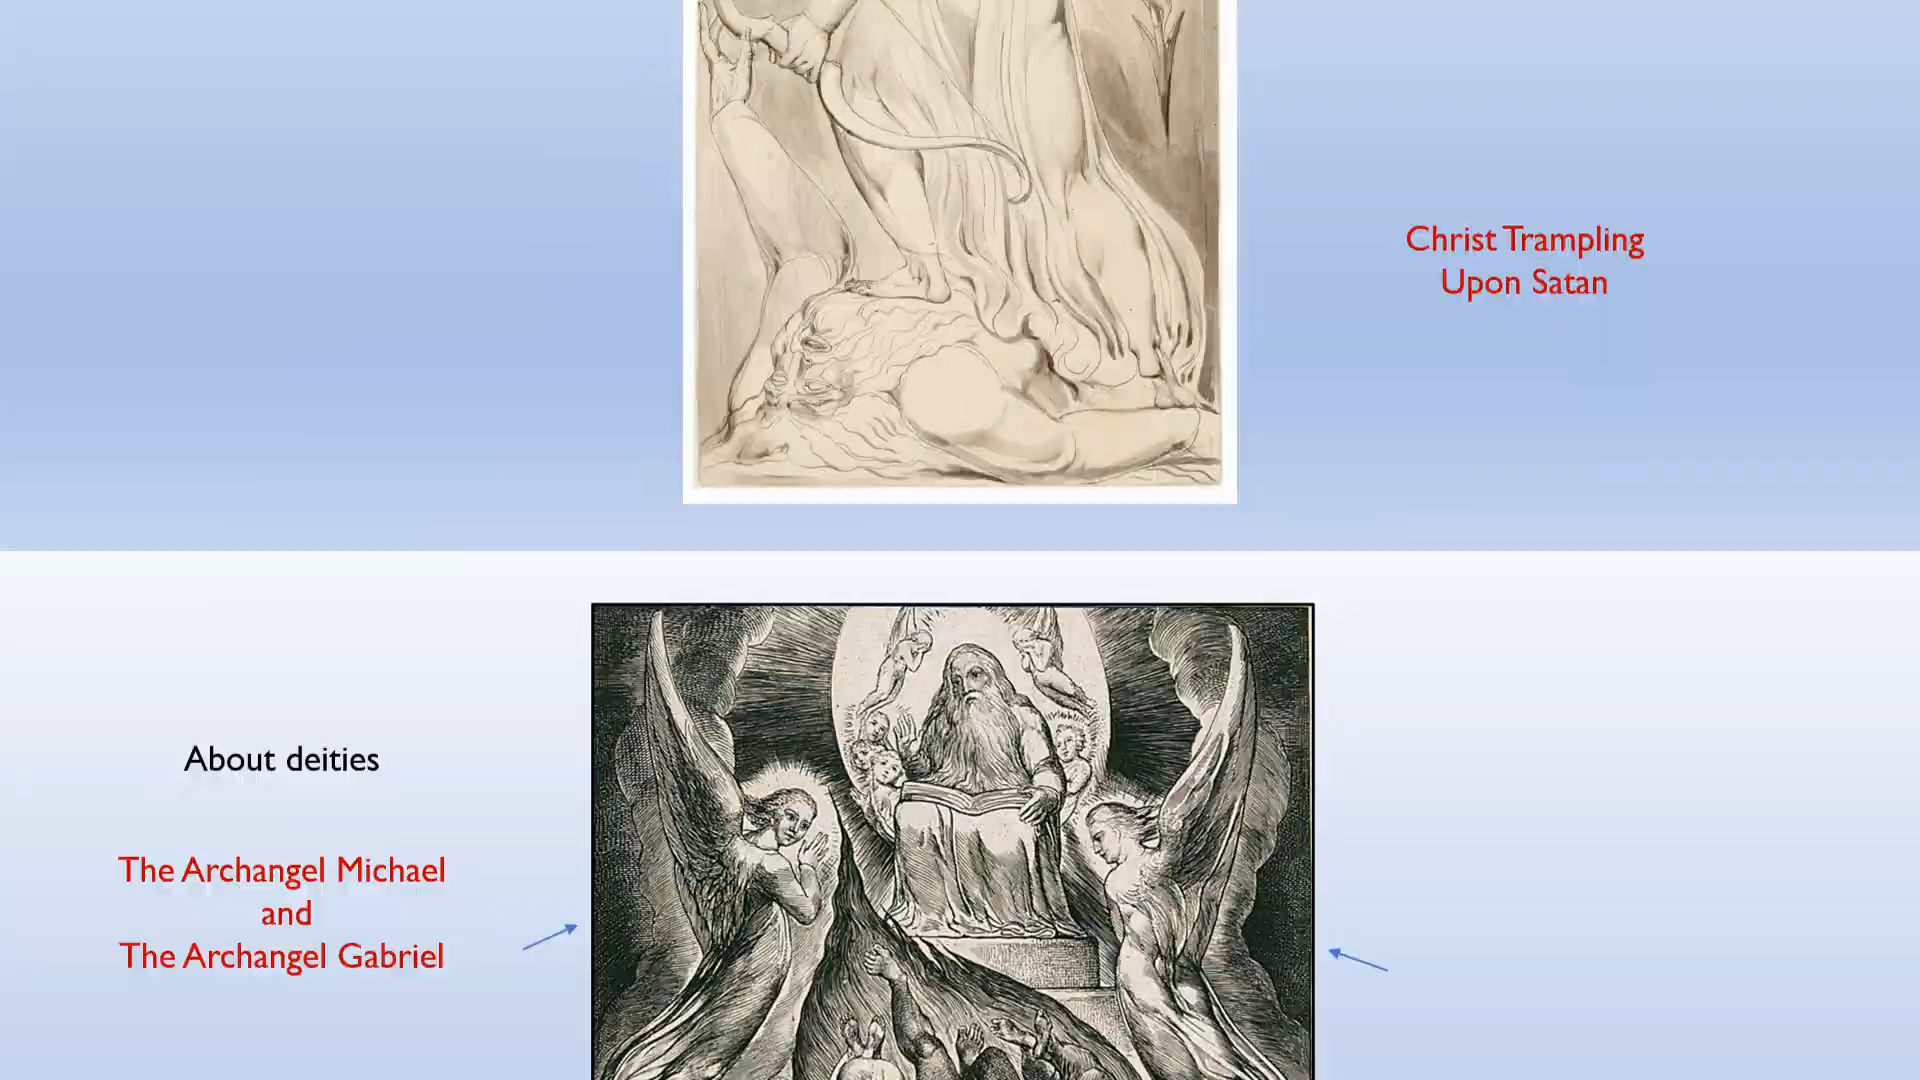 Christ Trampling
Upon Satan
About deities
The Archangel Michael
and
The Archangel Gabriel